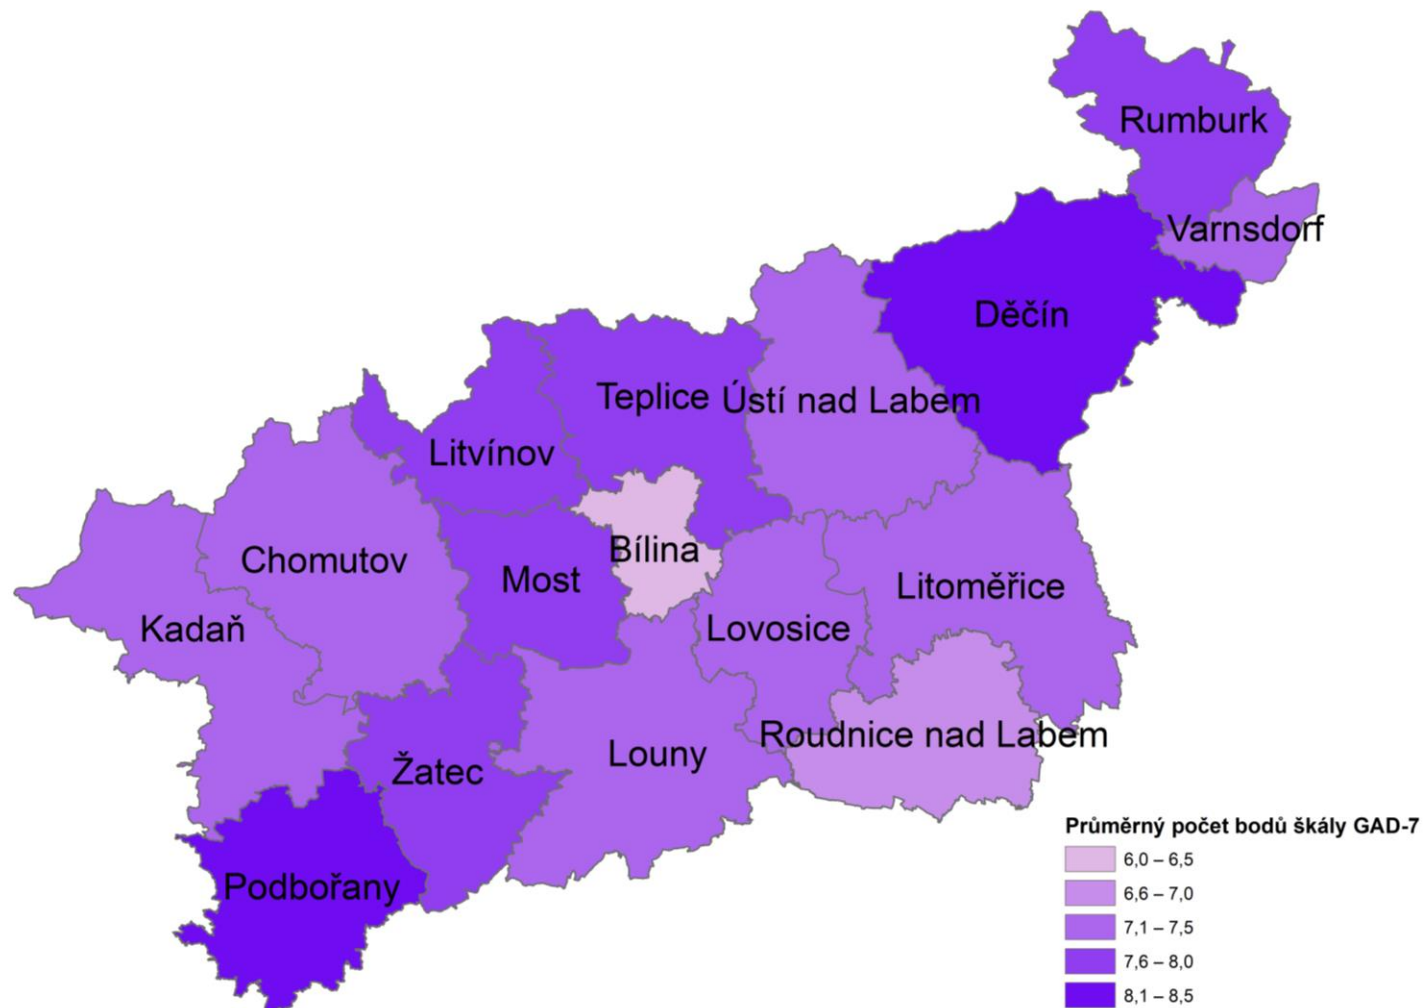 Rumburk
Varnsdorf
Děčín
Teplice
Ústí nad Labem
Litvínov
Bílina
Chomutov
Most
Litoměřice
Kadaň
Lovosice
Roudnice nad Labem
Louny
Žatec
Podbořany
Průměrný počet bodů škály GAD-7
6,0 – 6,5
6,6 – 7,0
7,1 – 7,5
7,6 – 8,0
8,1 – 8,5